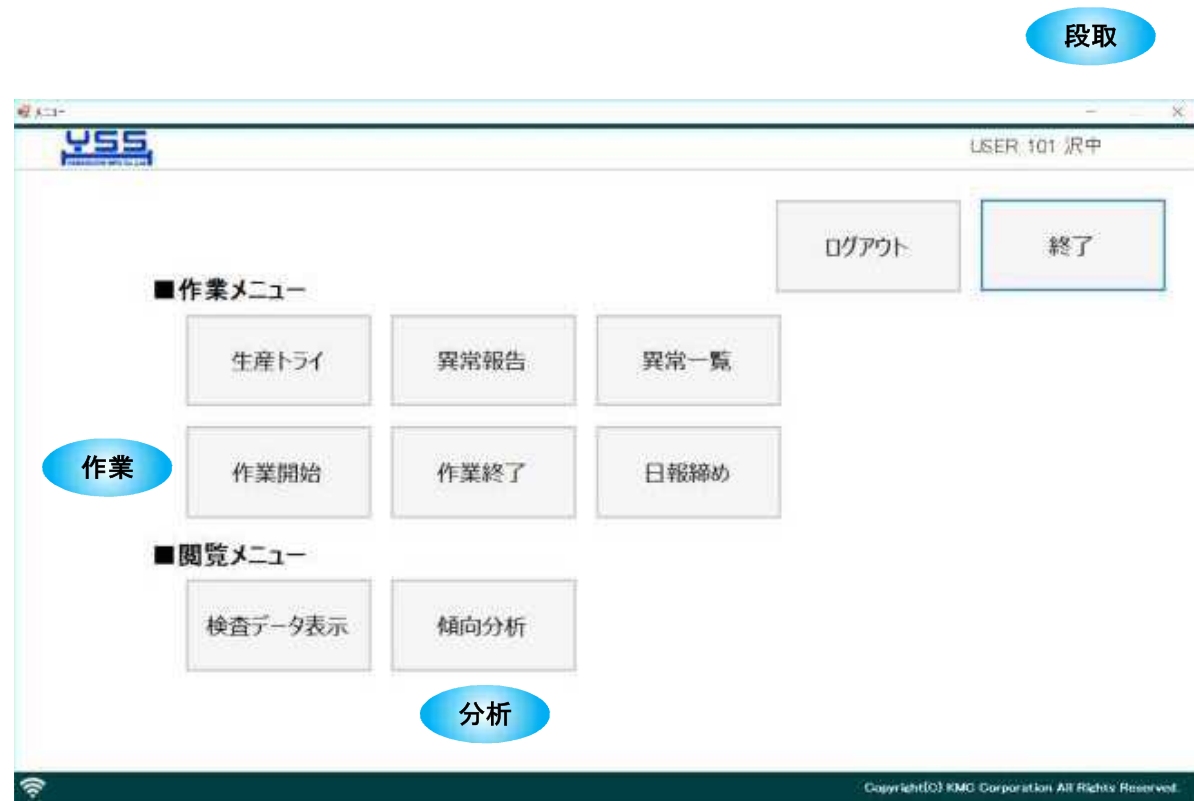 段取
メニュー
YSS
USER 101 沢中
ログアウト
終了
■作業メニュー
生産トライ
異常報告
異常一覧
作業
作業開始
作業終了
日報締め
■閲覧メニュー
検査データ表示
傾向分析
分析
Copyright(C) KMC Corporation All Rights Reserved.